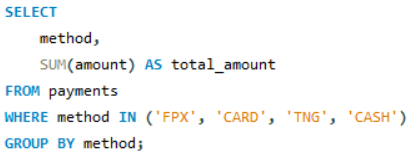 SELECT
    method,
    SUM(amount) AS total_amount
FROM payments
WHERE method IN ('FPX', 'CARD', 'TNG', 'CASH')
GROUP BY method;